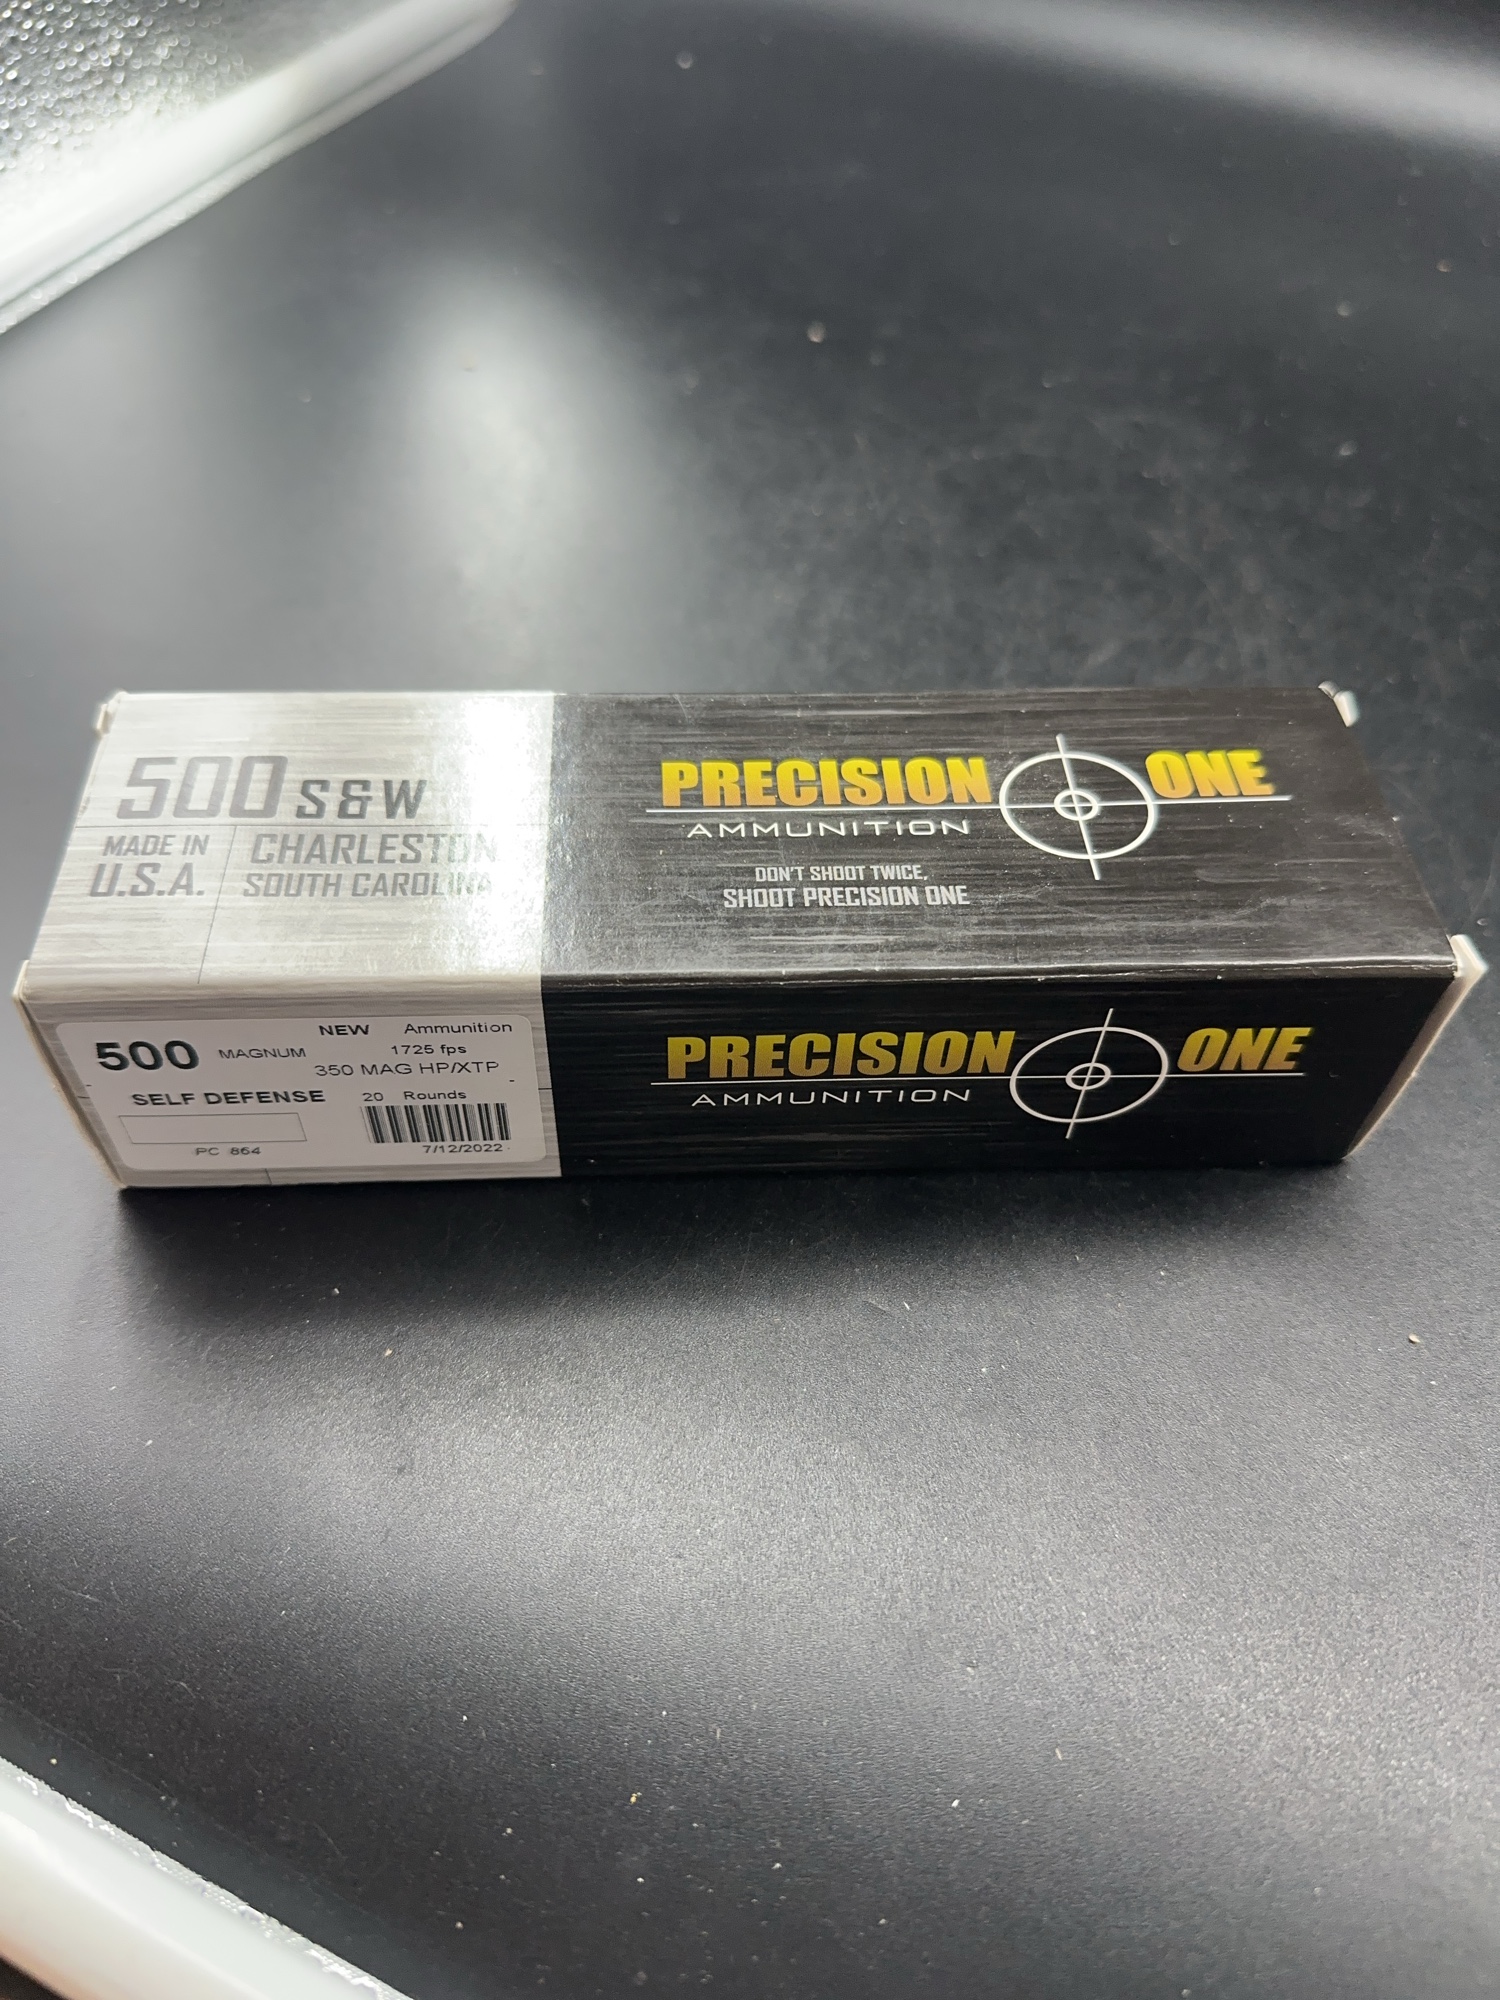 500 S&W
MADE IN
U.S.A.
CHARLESTON
SOUTH CAROLINA
PRECISION ONE
AMMUNITION
DON'T SHOOT TWICE,
SHOOT PRECISION ONE
500 MAGNUM
NEW Ammunition
1725 fps
350 MAG HP/XTP
SELF DEFENSE
20 Rounds
PC 864
7/12/2022
PRECISION ONE
AMMUNITION